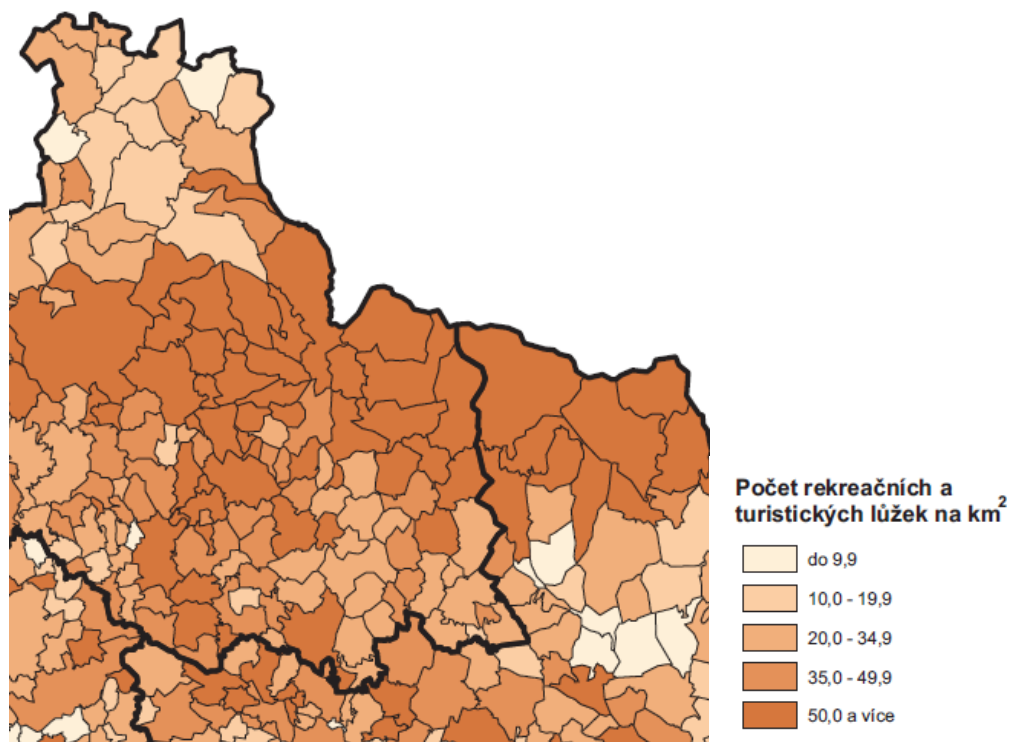 Počet rekreačních a
turistických lůžek na km2
do 9,9
10,0 - 19,9
20,0 - 34,9
35,0 - 49,9
50,0 a více